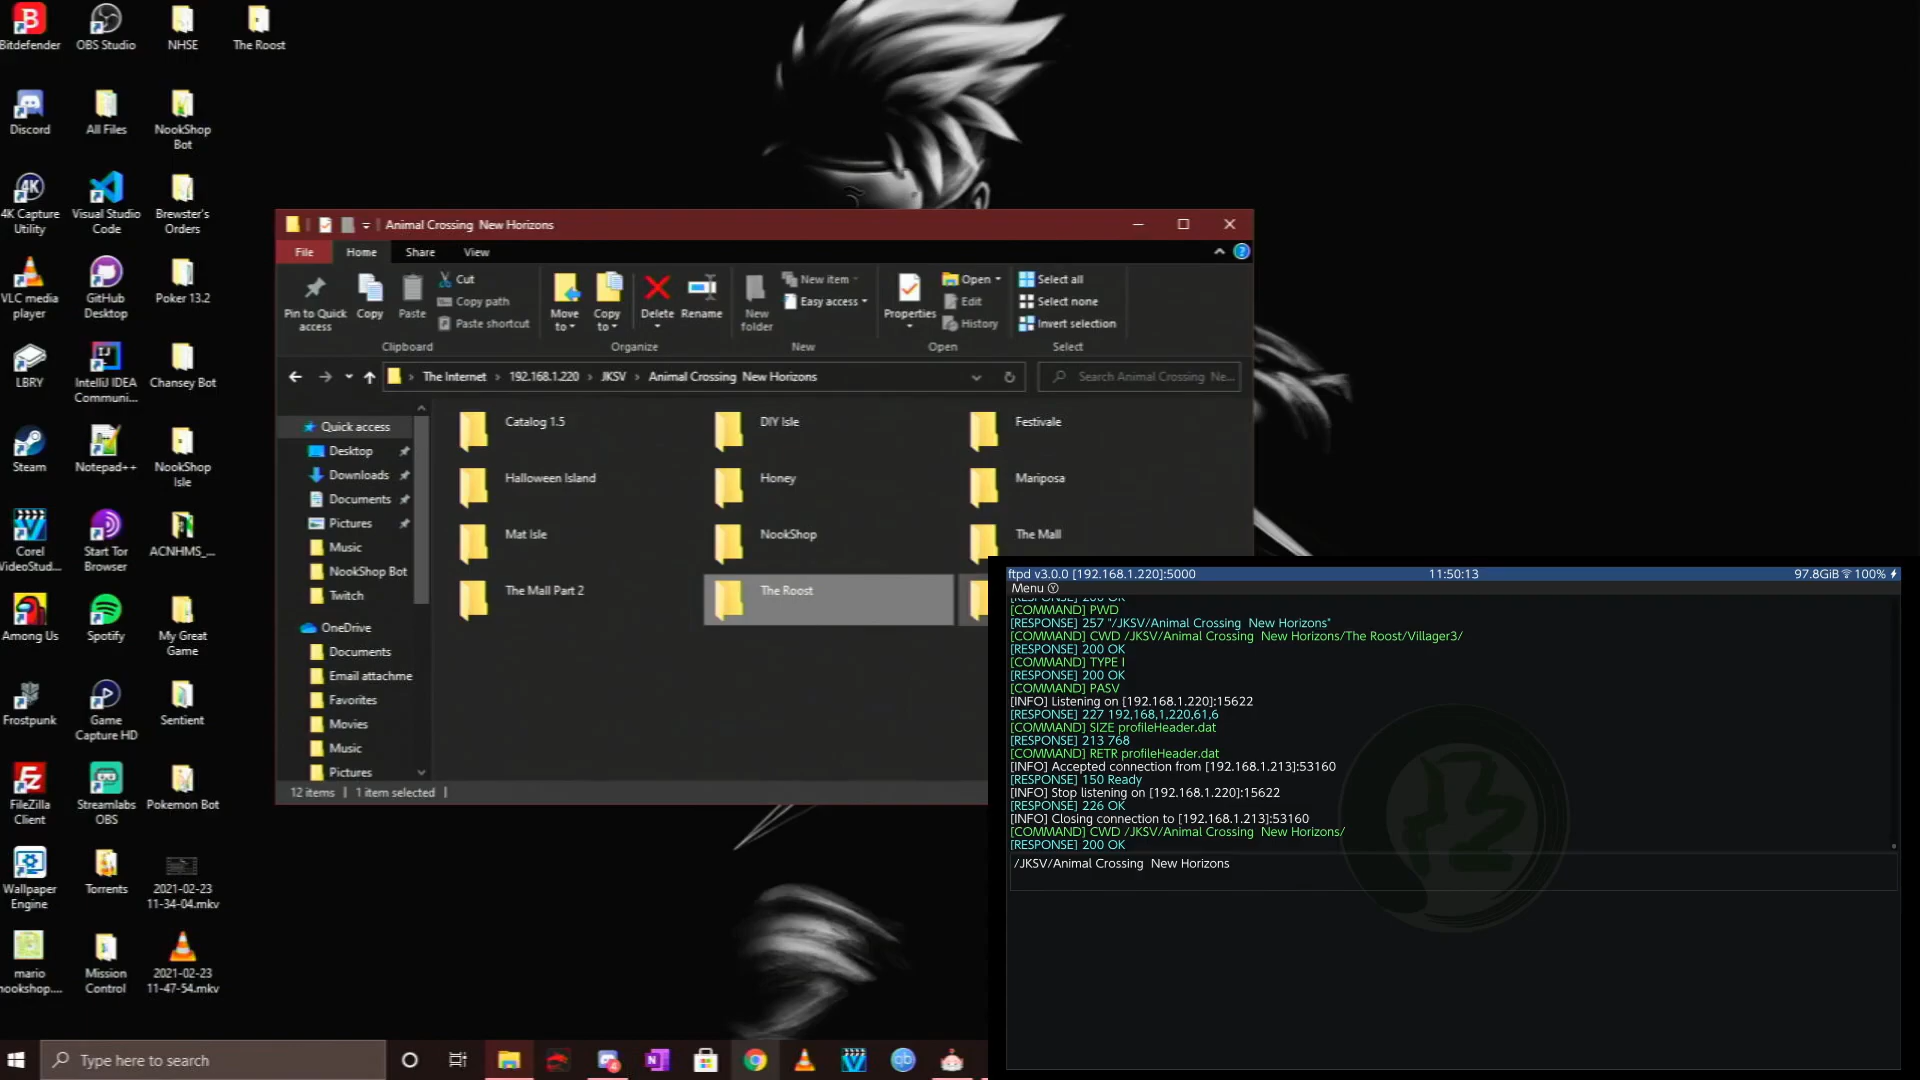 Bitdefender
OBS Studio
NHSE
The Roost
Discord
All Files
NookShop
Bot
4K Capture
Utility
Visual Studio
Code
Brewster's
Orders
VLC media
player
GitHub
Desktop
Poker 13.2
LBRY
IntelliJ IDEA
Communi...
Chansey Bot
Steam
Notepad++
NookShop
Isle
Corel
VideoStud...
Start Tor
Browser
ACNHMS_...
Among Us
Spotify
My Great
Game
Frostpunk
Game
Capture HD
Sentient
FileZilla
Client
Streamlabs
OBS
Pokemon Bot
Wallpaper
Engine
Torrents
2021-02-23
11-34-04.mkv
mario
nookshop....
Mission
Control
2021-02-23
11-47-54.mkv
Animal Crossing  New Horizons
File
Home
Share
View
Pin to Quick
access
Copy
Paste
Cut
Copy path
Paste shortcut
Clipboard
Move
to
Copy
to
Delete
Rename
Organize
New
folder
New item
Easy access
New
Properties
Open
Edit
History
Open
Select all
Select none
Invert selection
Select
The Internet > 192.168.1.220 > JKSV > Animal Crossing  New Horizons
Search Animal Crossing  Ne...
Quick access
Desktop
Downloads
Documents
Pictures
Music
NookShop Bot
Twitch
OneDrive
Documents
Email attachme
Favorites
Movies
Music
Pictures
Catalog 1.5
DIY Isle
Festivale
Halloween Island
Honey
Mariposa
Mat Isle
NookShop
The Mall
The Mall Part 2
The Roost
12 items
1 item selected
ftpd v3.0.0 [192.168.1.220]:5000
11:50:13
97.8GiB 100%
Menu Ⓨ
[RESPONSE] 200 OK
[COMMAND] PWD
[RESPONSE] 257 "/JKSV/Animal Crossing  New Horizons"
[COMMAND] CWD /JKSV/Animal Crossing  New Horizons/The Roost/Villager3/
[RESPONSE] 200 OK
[COMMAND] TYPE I
[RESPONSE] 200 OK
[COMMAND] PASV
[INFO] Listening on [192.168.1.220]:15622
[RESPONSE] 227 192,168,1,220,61,6
[COMMAND] SIZE profileHeader.dat
[RESPONSE] 213 768
[COMMAND] RETR profileHeader.dat
[INFO] Accepted connection from [192.168.1.213]:53160
[RESPONSE] 150 Ready
[INFO] Stop listening on [192.168.1.220]:15622
[RESPONSE] 226 OK
[INFO] Closing connection to [192.168.1.213]:53160
[COMMAND] CWD /JKSV/Animal Crossing  New Horizons/
[RESPONSE] 200 OK
/JKSV/Animal Crossing  New Horizons
Type here to search